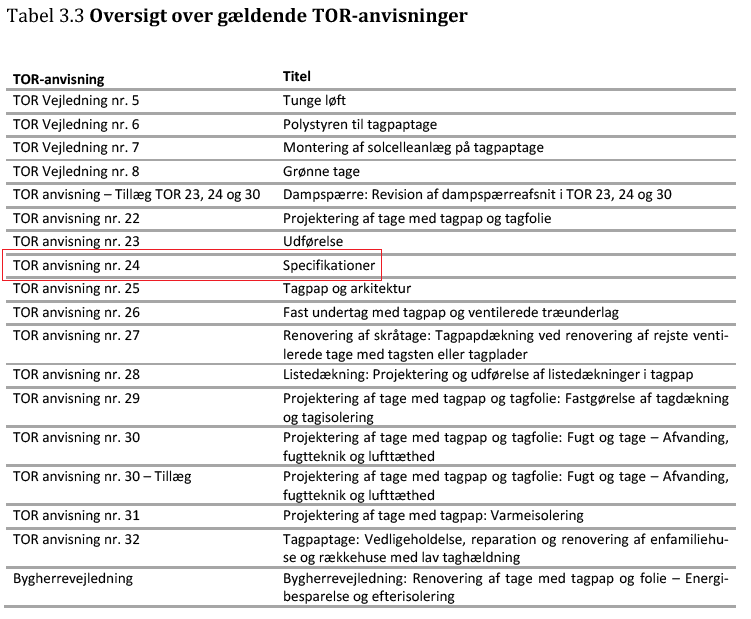 Tabel 3.3 Oversigt over gældende TOR-anvisninger
TOR-anvisning Titel
TOR Vejledning nr. 5 Tunge løft
TOR Vejledning nr. 6 Polystyren til tagpaptage
TOR Vejledning nr. 7 Montering af solcelleanlæg på tagpaptage
TOR Vejledning nr. 8 Grønne tage
TOR anvisning – Tillæg TOR 23, 24 og 30 Dampspærre: Revision af dampspærreafsnit i TOR 23, 24 og 30
TOR anvisning nr. 22 Projektering af tage med tagpap og tagfolie
TOR anvisning nr. 23 Udførelse
TOR anvisning nr. 24 Specifikationer
TOR anvisning nr. 25 Tagpap og arkitektur
TOR anvisning nr. 26 Fast undertag med tagpap og ventilerede træunderlag
TOR anvisning nr. 27 Renovering af skråtage: Tagpapdækning ved renovering af rejste venti-
lerede tage med tagsten eller tagplader
TOR anvisning nr. 28 Listedækning: Projektering og udførelse af listedækninger i tagpap
TOR anvisning nr. 29 Projektering af tage med tagpap og tagfolie: Fastgørelse af tagdækning
og tagisolering
TOR anvisning nr. 30 Projektering af tage med tagpap og tagfolie: Fugt og tage – Afvanding,
fugtteknik og lufttæthed
TOR anvisning nr. 30 – Tillæg Projektering af tage med tagpap og tagfolie: Fugt og tage – Afvanding,
fugtteknik og lufttæthed
TOR anvisning nr. 31 Projektering af tage med tagpap: Varmeisolering
TOR anvisning nr. 32 Tagpaptage: Vedligeholdelse, reparation og renovering af enfamiliehu-
se og rækkehuse med lav taghældning
Bygherrevejledning Bygherrevejledning: Renovering af tage med tagpap og folie – Energi-
besparelse og efterisolering